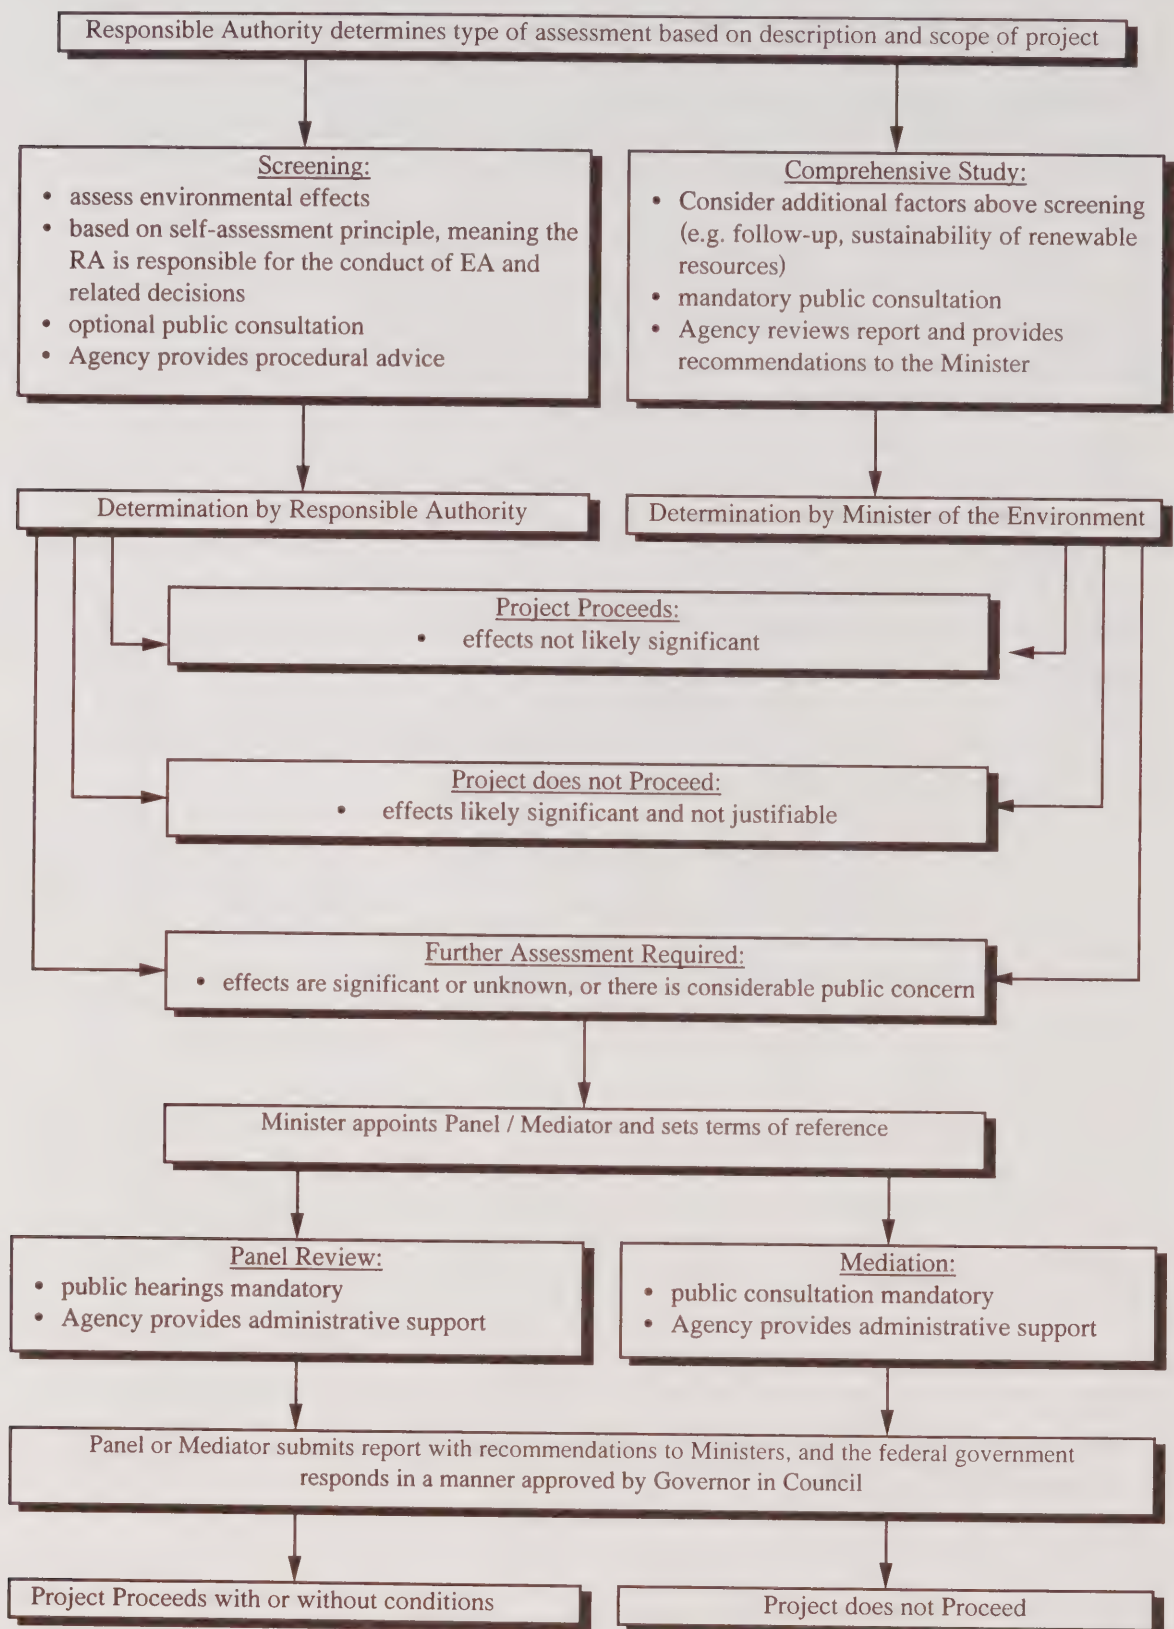 Responsible Authority determines type of assessment based on description and scope of project
Screening:
• assess environmental effects
• based on self-assessment principle, meaning the
RA is responsible for the conduct of EA and
related decisions
• optional public consultation
• Agency provides procedural advice
Comprehensive Study:
• Consider additional factors above screening
(e.g. follow-up, sustainability of renewable
resources)
• mandatory public consultation
• Agency reviews report and provides
recommendations to the Minister
Determination by Responsible Authority
Determination by Minister of the Environment
Project Proceeds:
• effects not likely significant
Project does not Proceed:
• effects likely significant and not justifiable
Further Assessment Required:
• effects are significant or unknown, or there is considerable public concern
Minister appoints Panel / Mediator and sets terms of reference
Panel Review:
• public hearings mandatory
• Agency provides administrative support
Mediation:
• public consultation mandatory
• Agency provides administrative support
Panel or Mediator submits report with recommendations to Ministers, and the federal government
responds in a manner approved by Governor in Council
Project Proceeds with or without conditions
Project does not Proceed